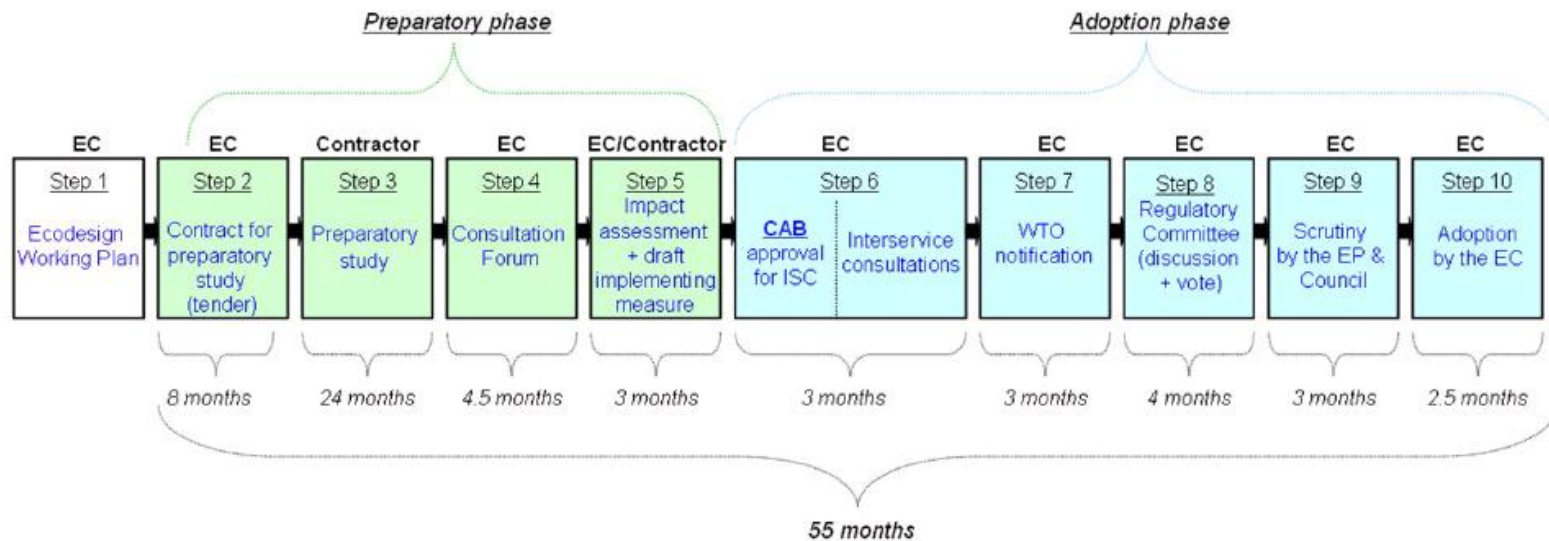 Preparatory phase
Adoption phase
EC
EC
Contractor
EC
EC/Contractor
EC
EC
EC
EC
EC
Step 1
Ecodesign
Working Plan
Step 2
Contract for
preparatory
study
(tender)
Step 3
Preparatory
study
Step 4
Consultation
Forum
Step 5
Impact
assessment
+ draft
implementing
measure
Step 6
CAB
approval
for ISC
Interservice
consultations
Step 7
WTO
notification
Step 8
Regulatory
Committee
(discussion
+ vote)
Step 9
Scrutiny
by the EP &
Council
Step 10
Adoption
by the EC
8 months
24 months
4.5 months
3 months
3 months
3 months
4 months
3 months
2.5 months
55 months